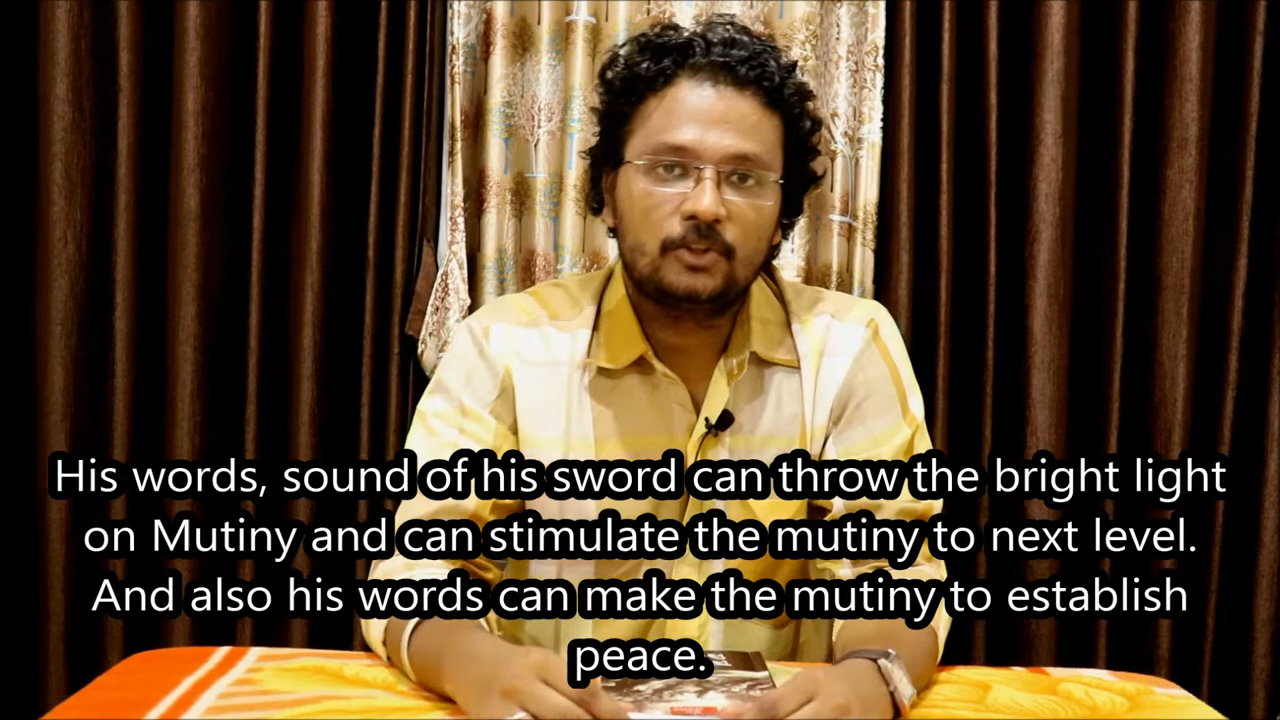 His words, sound of his sword can throw the bright light
on Mutiny and can stimulate the mutiny to next level.
And also his words can make the mutiny to establish
peace.